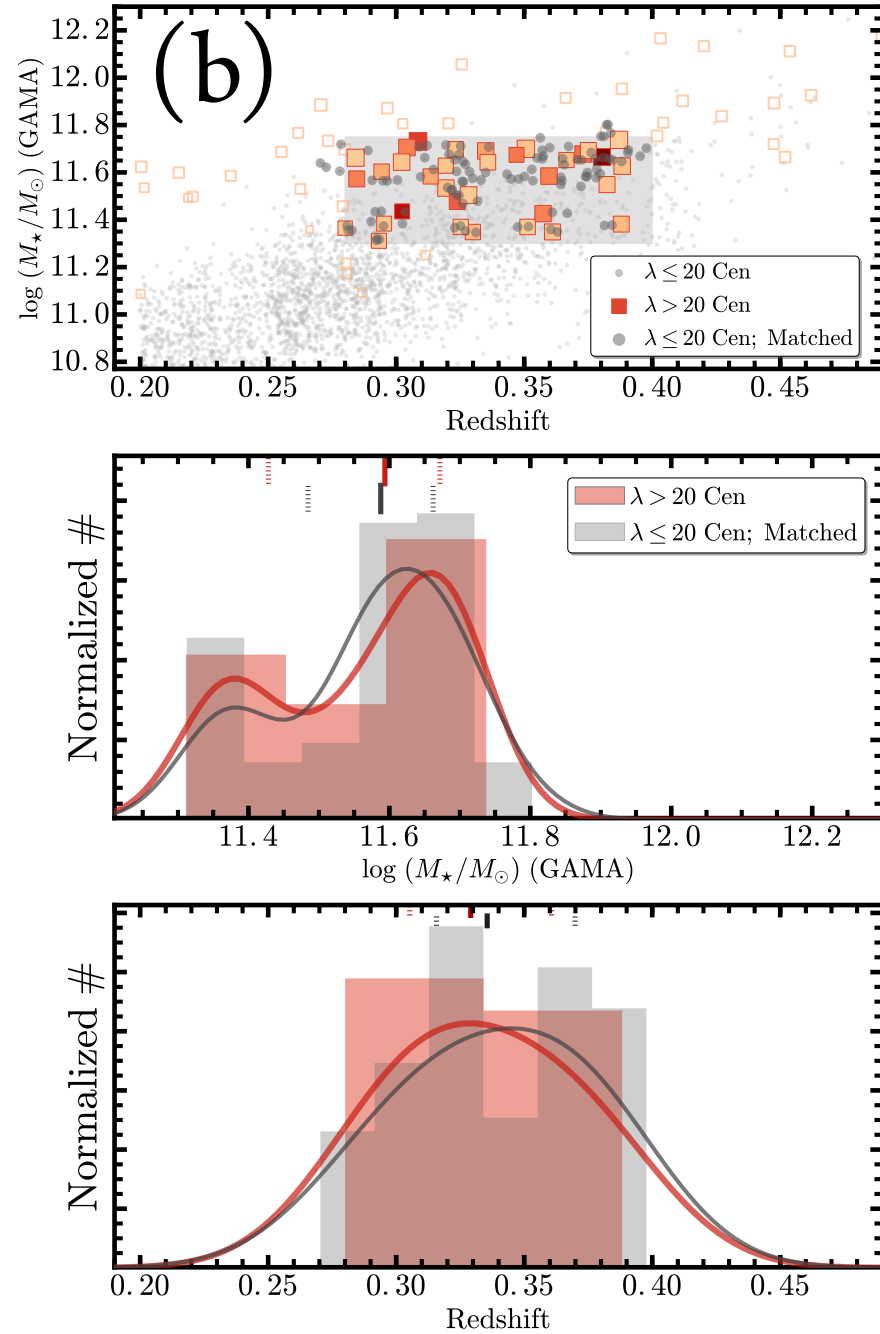 (b)
12.2
12.0
11.8
11.6
11.4
11.2
11.0
10.8
log (M⋆/M⊙) (GAMA)
λ ≤ 20 Cen
λ > 20 Cen
λ ≤ 20 Cen; Matched
0.20 0.25 0.30 0.35 0.40 0.45
Redshift
λ > 20 Cen
λ ≤ 20 Cen; Matched
Normalized #
11.4 11.6 11.8 12.0 12.2
log (M⋆/M⊙) (GAMA)
Normalized #
0.20 0.25 0.30 0.35 0.40 0.45
Redshift